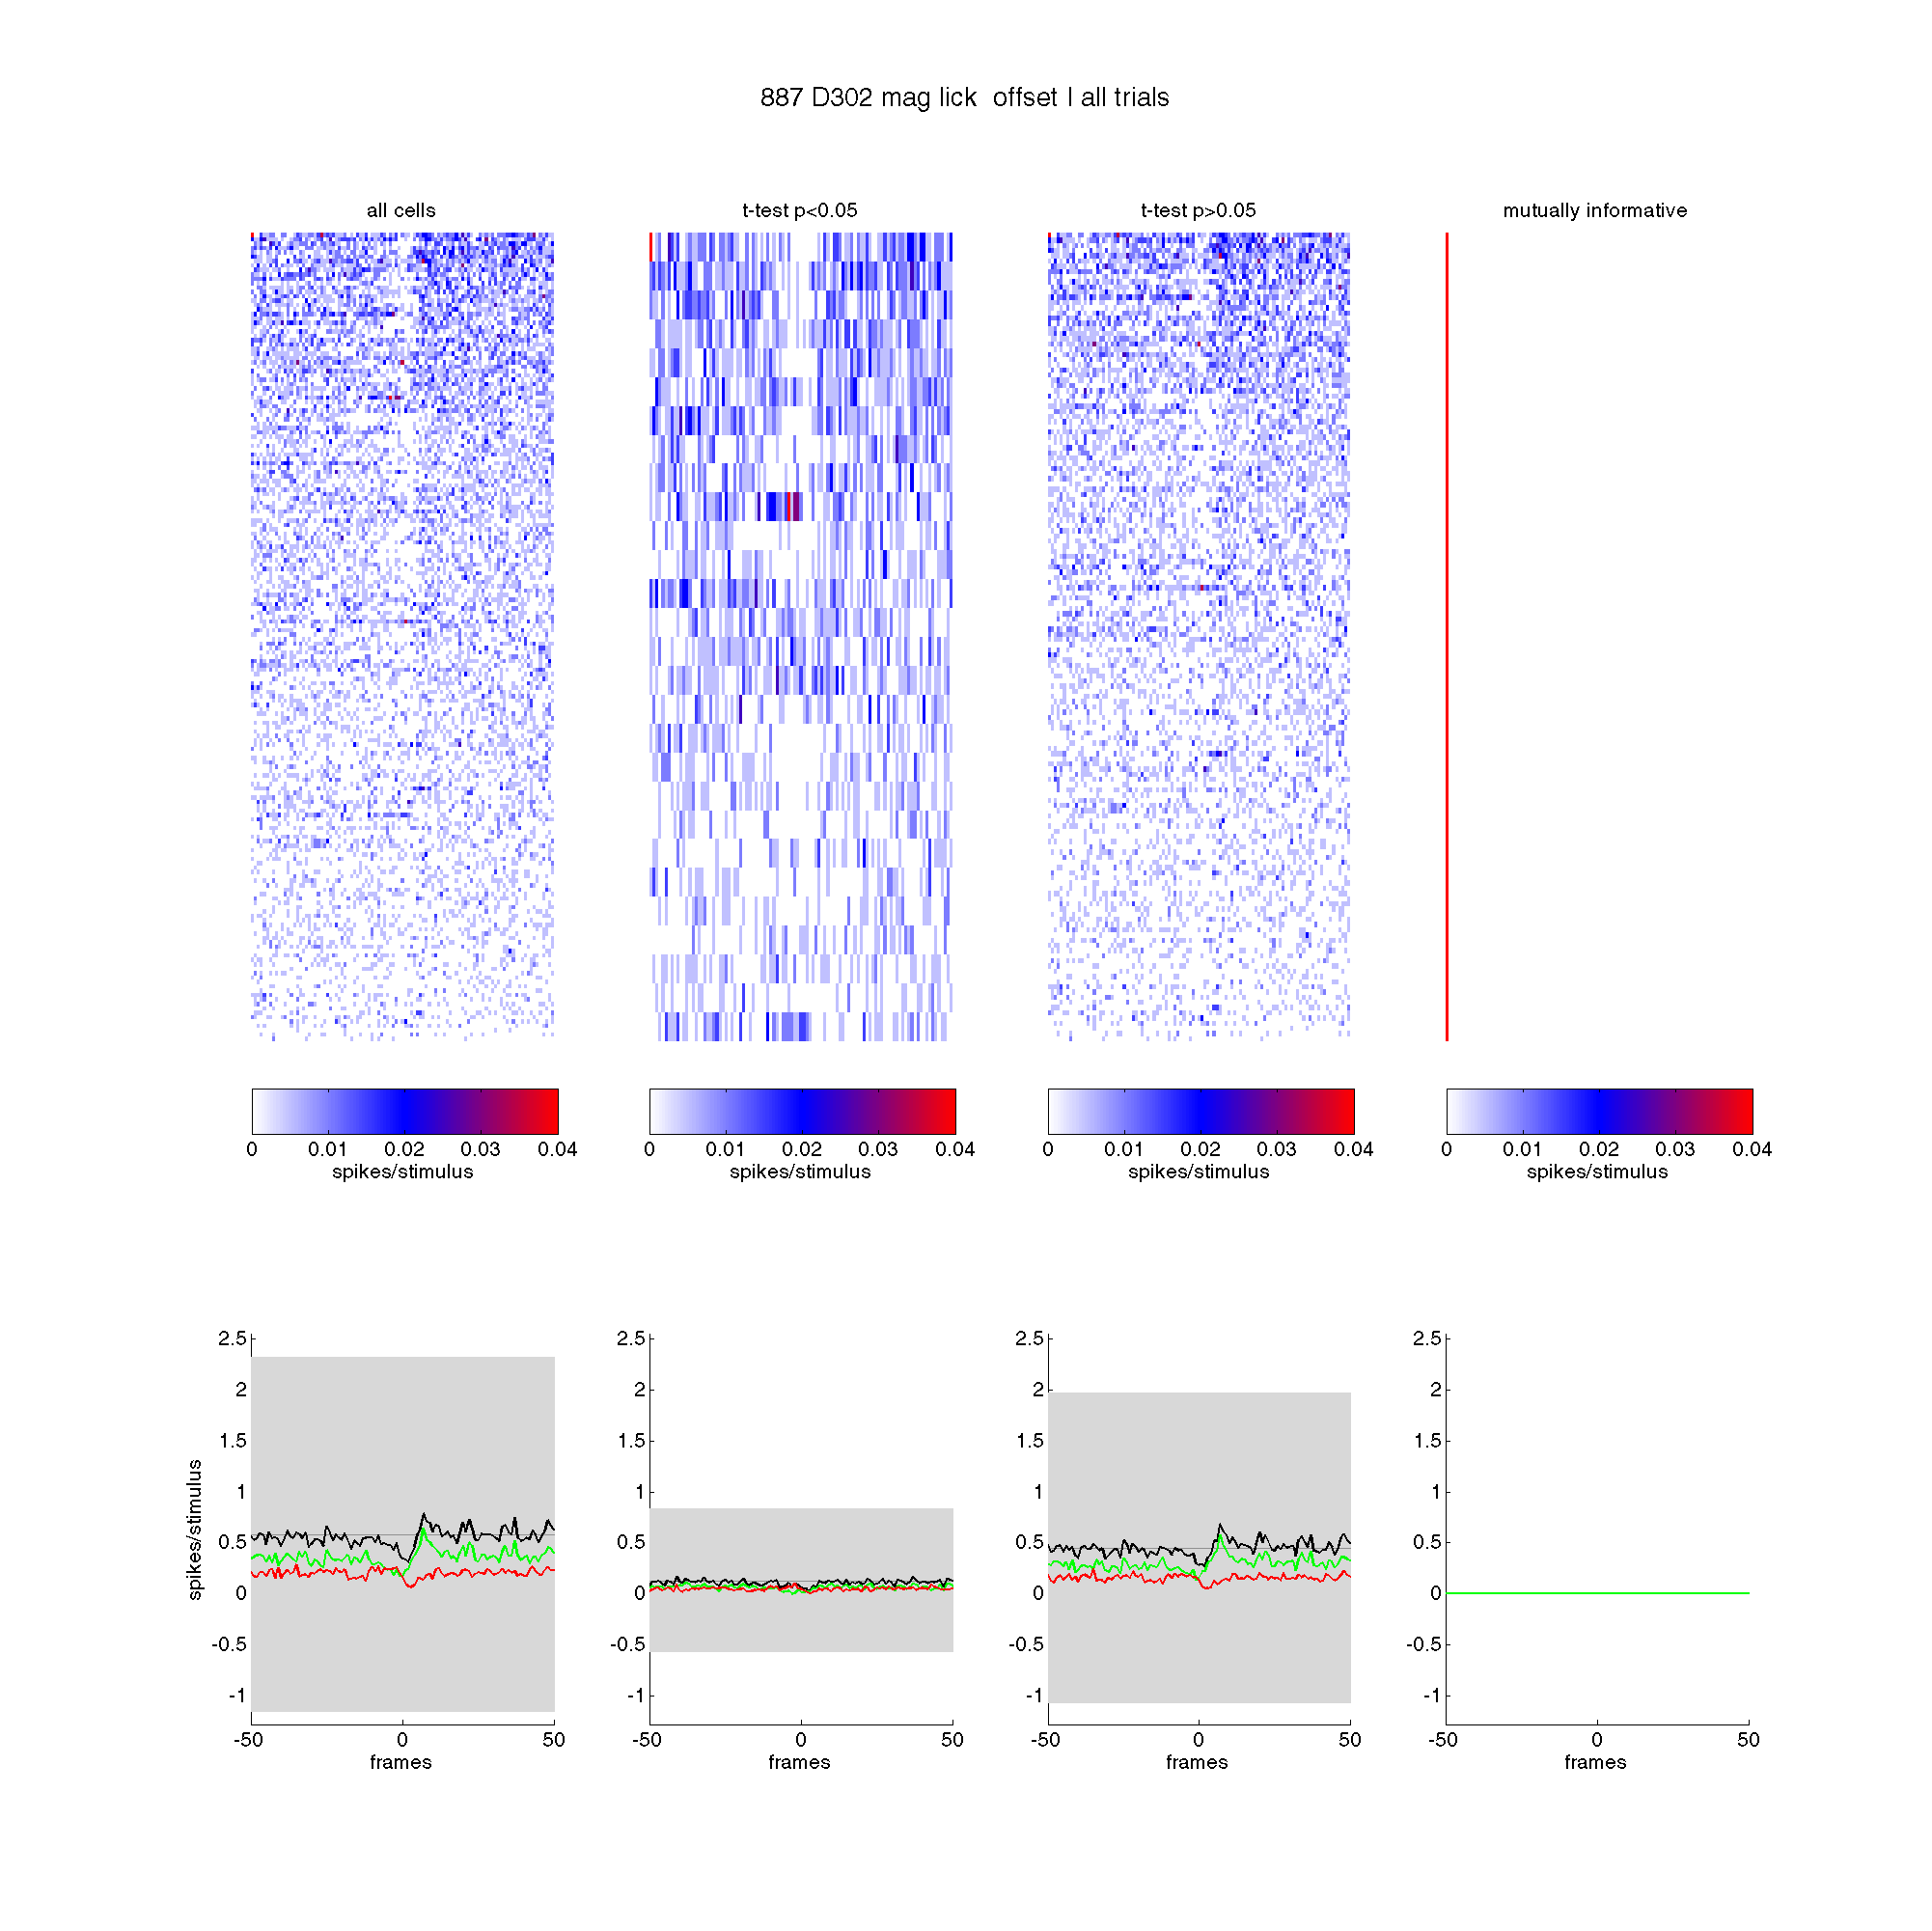 887 D302 mag lick  offset | all trials
all cells
t-test p<0.05
t-test p>0.05
mutually informative
0 0.01 0.02 0.03 0.04
spikes/stimulus
0 0.01 0.02 0.03 0.04
spikes/stimulus
0 0.01 0.02 0.03 0.04
spikes/stimulus
0 0.01 0.02 0.03 0.04
spikes/stimulus
spikes/stimulus
2.5
2
1.5
1
0.5
0
-0.5
-1
-50 0 50
frames
2.5
2
1.5
1
0.5
0
-0.5
-1
-50 0 50
frames
2.5
2
1.5
1
0.5
0
-0.5
-1
-50 0 50
frames
2.5
2
1.5
1
0.5
0
-0.5
-1
-50 0 50
frames